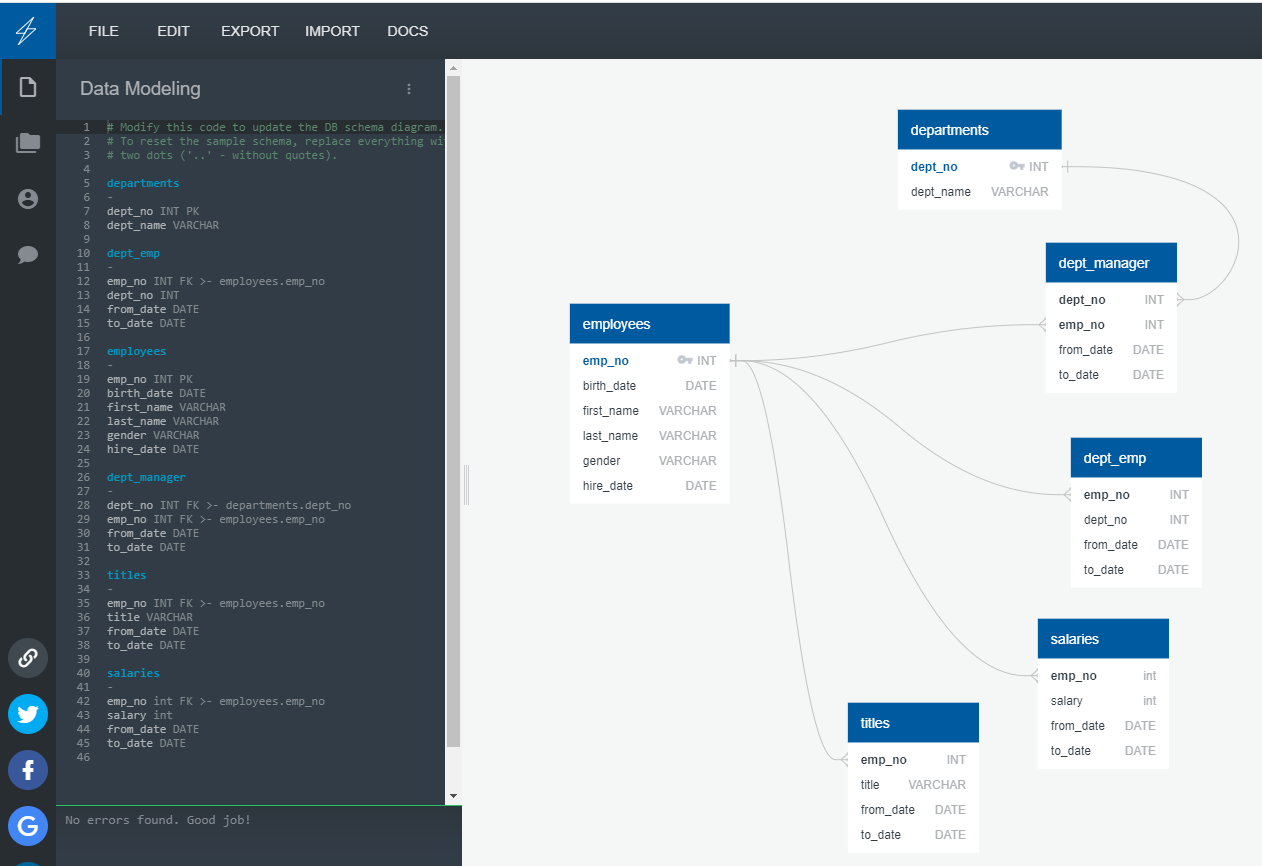 FILE EDIT EXPORT IMPORT DOCS
Data Modeling
1 # Modify this code to update the DB schema diagram.
2 # To reset the sample schema, replace everything wi
3 # two dots ('..' - without quotes).
4
5 departments
6 -
7 dept_no INT PK
8 dept_name VARCHAR
9
10 dept_emp
11 -
12 emp_no INT FK >- employees.emp_no
13 dept_no INT
14 from_date DATE
15 to_date DATE
16
17 employees
18 -
19 emp_no INT PK
20 birth_date DATE
21 first_name VARCHAR
22 last_name VARCHAR
23 gender VARCHAR
24 hire_date DATE
25
26 dept_manager
27 -
28 dept_no INT FK >- departments.dept_no
29 emp_no INT FK >- employees.emp_no
30 from_date DATE
31 to_date DATE
32
33 titles
34 -
35 emp_no INT FK >- employees.emp_no
36 title VARCHAR
37 from_date DATE
38 to_date DATE
39
40 salaries
41 -
42 emp_no int FK >- employees.emp_no
43 salary int
44 from_date DATE
45 to_date DATE
46
No errors found. Good job!
departments
dept_no INT
dept_name VARCHAR
dept_manager
dept_no INT
emp_no INT
from_date DATE
to_date DATE
employees
emp_no INT
birth_date DATE
first_name VARCHAR
last_name VARCHAR
gender VARCHAR
hire_date DATE
dept_emp
emp_no INT
dept_no INT
from_date DATE
to_date DATE
salaries
emp_no int
salary int
from_date DATE
to_date DATE
titles
emp_no INT
title VARCHAR
from_date DATE
to_date DATE